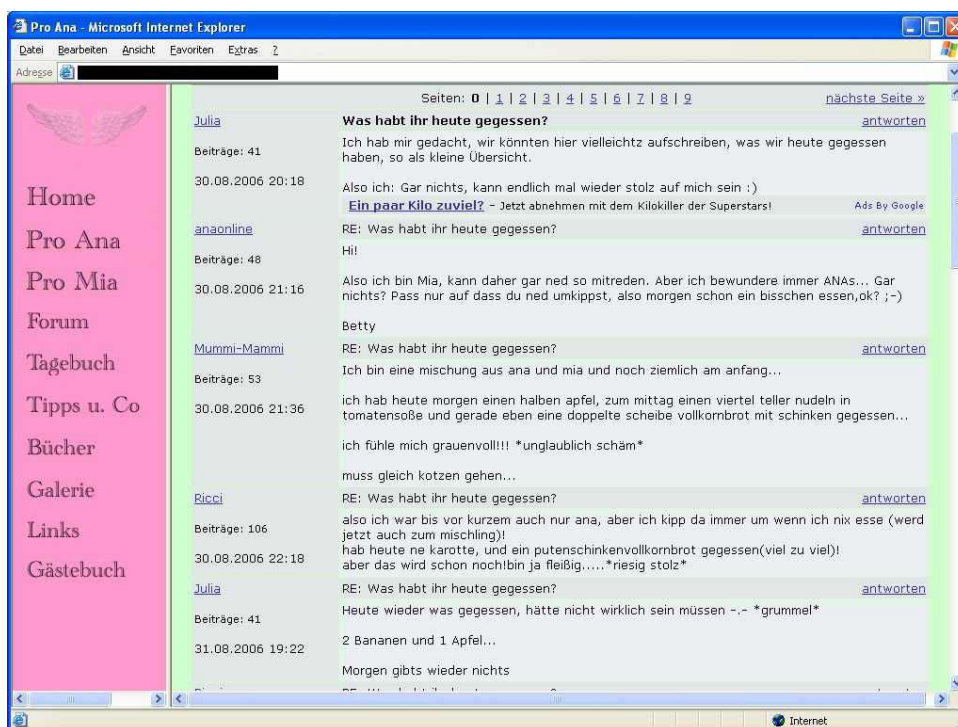 Pro Ana - Microsoft Internet Explorer
Datei Bearbeiten Ansicht Favoriten Extras ?
Adresse
Home
Pro Ana
Pro Mia
Forum
Tagebuch
Tipps u. Co
Bücher
Galerie
Links
Gästebuch
Seiten: 0 | 1 | 2 | 3 | 4 | 5 | 6 | 7 | 8 | 9 nächste Seite »
Julia Was habt ihr heute gegessen? antworten
Beiträge: 41
30.08.2006 20:18
Ich hab mir gedacht, wir könnten hier vielleichtz aufschreiben, was wir heute gegessen
haben, so als kleine Übersicht.
Also ich: Gar nichts, kann endlich mal wieder stolz auf mich sein :)
Ein paar Kilo zuviel? - Jetzt abnehmen mit dem Kilokiller der Superstars! Ads By Google
anaonline RE: Was habt ihr heute gegessen? antworten
Beiträge: 48
30.08.2006 21:16
Hi!
Also ich bin Mia, kann daher gar ned so mitreden. Aber ich bewundere immer ANAs... Gar
nichts? Pass nur auf dass du ned umkippst, also morgen schon ein bisschen essen,ok? ;-)
Betty
Mummi-Mammi RE: Was habt ihr heute gegessen? antworten
Beiträge: 53
30.08.2006 21:36
Ich bin eine mischung aus ana und mia und noch ziemlich am anfang...
ich hab heute morgen einen halben apfel, zum mittag einen viertel teller nudeln in
tomatensoße und gerade eben eine doppelte scheibe vollkornbrot mit schinken gegessen...
ich fühle mich grauenvoll!!! *unglaublich schäm*
muss gleich kotzen gehen...
Ricci RE: Was habt ihr heute gegessen? antworten
Beiträge: 106
30.08.2006 22:18
also ich war bis vor kurzem auch nur ana, aber ich kipp da immer um wenn ich nix esse (werd
jetzt auch zum mischling)!
hab heute ne karotte, und ein putenschinkenvollkornbrot gegessen(viel zu viel)!
aber das wird schon noch!bin ja fleißig.....*riesig stolz*
Julia RE: Was habt ihr heute gegessen? antworten
Beiträge: 41
31.08.2006 19:22
Heute wieder was gegessen, hätte nicht wirklich sein müssen -.- *grummel*
2 Bananen und 1 Apfel...
Morgen gibts wieder nichts
Internet